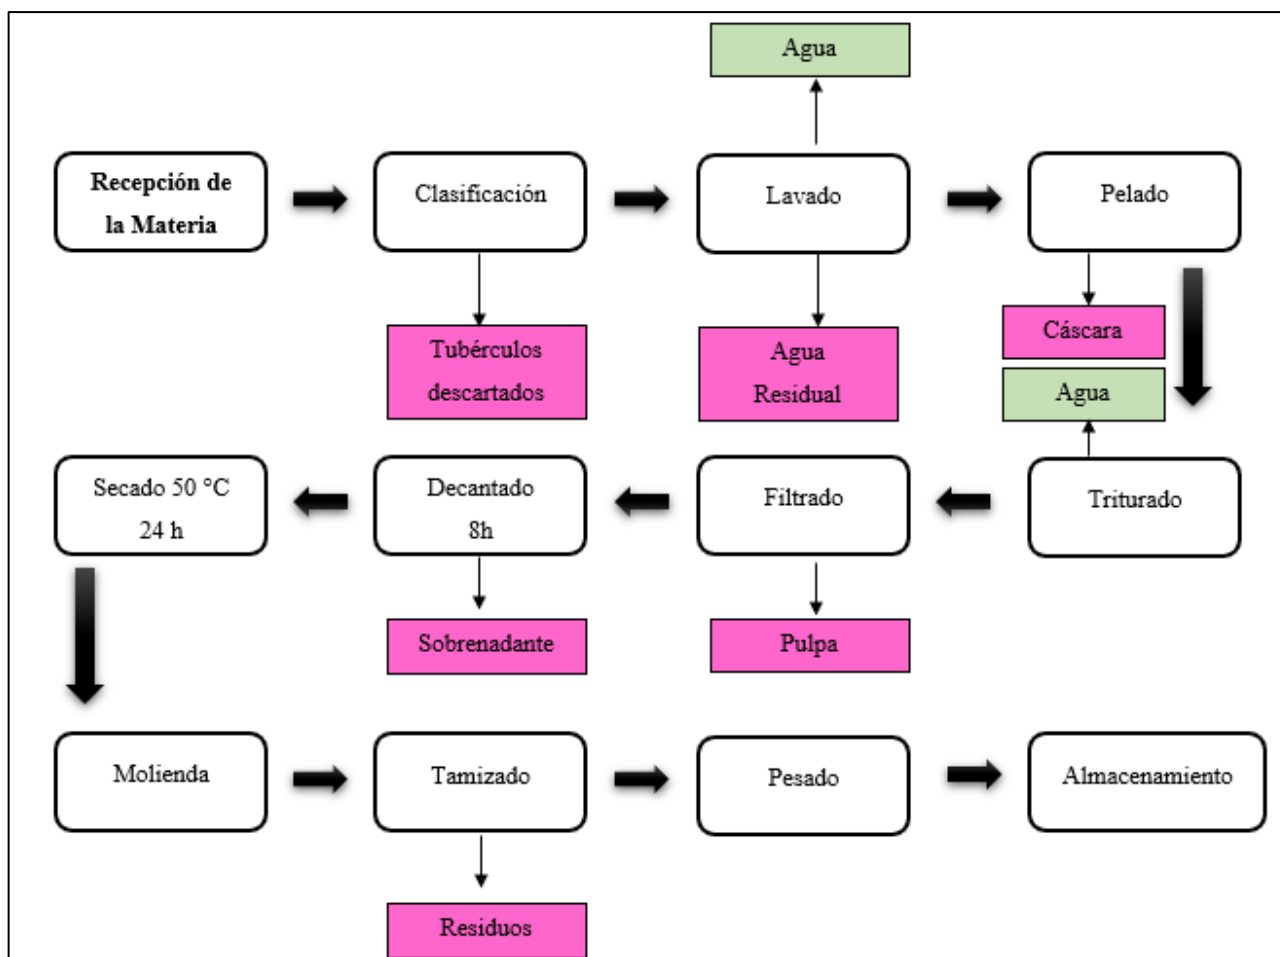 Agua
Recepción de
la Materia
Clasificación
Lavado
Pelado
Tubérculos
descartados
Agua
Residual
Cáscara
Agua
Secado 50 °C
24 h
Decantado
8h
Filtrado
Triturado
Sobrenadante
Pulpa
Molienda
Tamizado
Pesado
Almacenamiento
Residuos